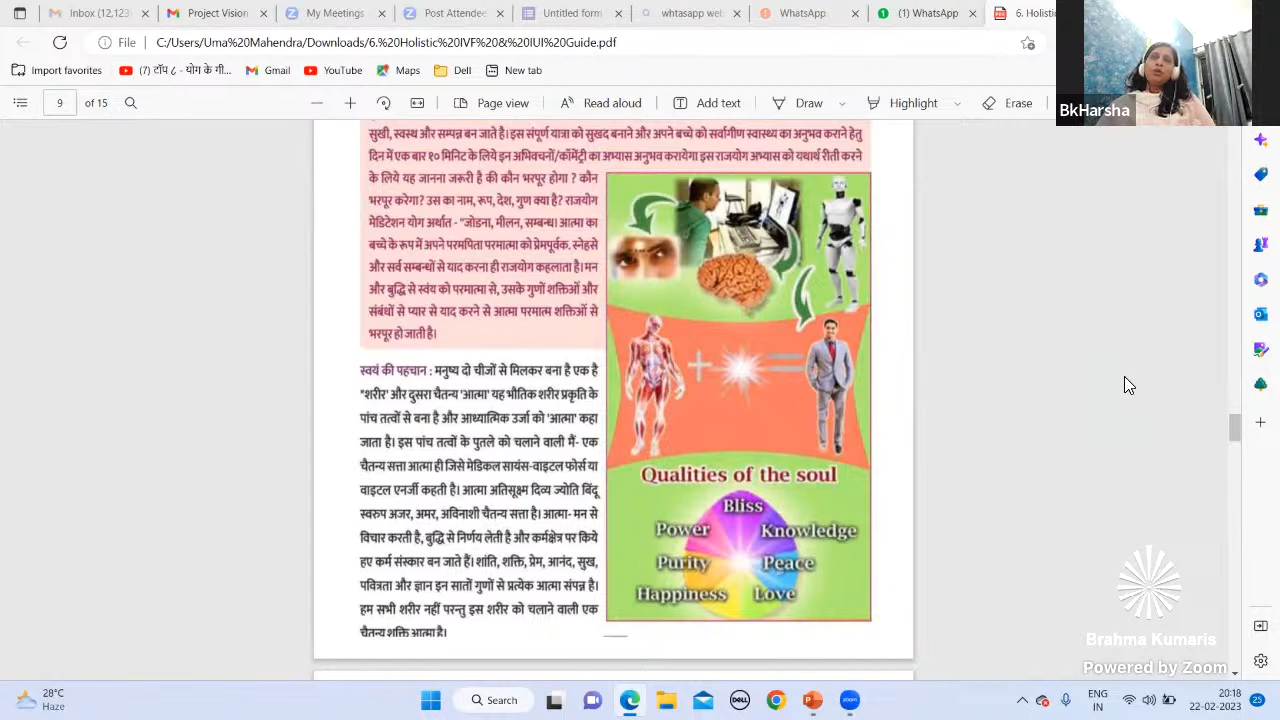 12,12,13
Project Vision
Post Attende
Untitled form
whtasapp web
WhatsApp
(1) WhatsApp
6. Holisti
File
C:/Users/Uma%20Mahendra/Downloads/6.%20Holistic%20IVF%20&%20IUI%20Guide.pdf
Import favorites
(7) टॉप ८ - योग के गी...
Gmail
YouTube
Maps
Dell
New tab
9 of 15
Page view
Read aloud
Add text
Draw
Highlight
Erase
BkHarsha
सुखी, स्वस्थ और सम्पन्न बन जाते है। इस संपूर्ण यात्रा को सुखद बनाने और अपने बच्चे को सर्वांगीण स्वास्थ्य का अनुभव कराने हेतु
दिन में एक बार १० मिनिट के लिये इन अभिवचनों/कॉमेंट्री का अभ्यास अनुभव करायेगा इस राजयोग अभ्यास को यथार्थ रीती करने
के लिये यह जानना जरूरी है की कौन भरपूर होगा ? कौन
भरपूर करेगा? उस का नाम, रूप, देश, गुण क्या है? राजयोग
मेडिटेशन योग अर्थात - "जोडना, मीलन, सम्बन्ध। आत्मा का
बच्चे के रूप में अपने परमपिता परमात्मा को प्रेमपूर्वक. स्नेहसे
और सर्व सम्बन्धों से याद करना ही राजयोग कहलाता है। मन
और बुद्धि से स्वंय को परमात्मा से, उसके गुणों शक्तिओं और
संबंधों से प्यार से याद करने से आत्मा परमात्म शक्तिओं से
भरपूर हो जाती है।
स्वयं की पहचान : मनुष्य दो चीजों से मिलकर बना है एक है
"शरीर' और दुसरा चैतन्य 'आत्मा' यह भौतिक शरीर प्रकृति के
पांच तत्वों से बना है और आध्यात्मिक उर्जा को 'आत्मा' कहा
जाता है। इस पांच तत्वों के पुतले को चलाने वाली मैं- एक
चैतन्य सत्ता आत्मा ही जिसे मेडिकल सायंस-वाइटल फोर्स या
वाइटल एनर्जी कहती है। आत्मा अतिसूक्ष्म दिव्य ज्योति बिंदू
स्वरुप अजर, अमर, अविनाशी चैतन्य सत्ता है। आत्मा- मन से
विचार करती है, बुद्धि से निर्णय लेती है और कर्मक्षेत्र पर किये
हए कर्म संस्कार बन जाते हैं। शांति, शक्ति, प्रेम, आनंद, सुख,
पवित्रता और ज्ञान इन सातों गुणों से प्रत्येक आत्मा संपन्न है।
हम सभी शरीर नहीं परन्तु इस शरीर को चलाने वाली एक
चैतन्य शक्ति आत्मा है।
Qualities of the soul
Bliss
Power
Knowledge
Purity
Peace
Happiness
Love
Brahma Kumaris
Powered by Zoom
28°C
Haze
Search
DELL
zoom
ENG
IN
20:18
22-02-2023
25